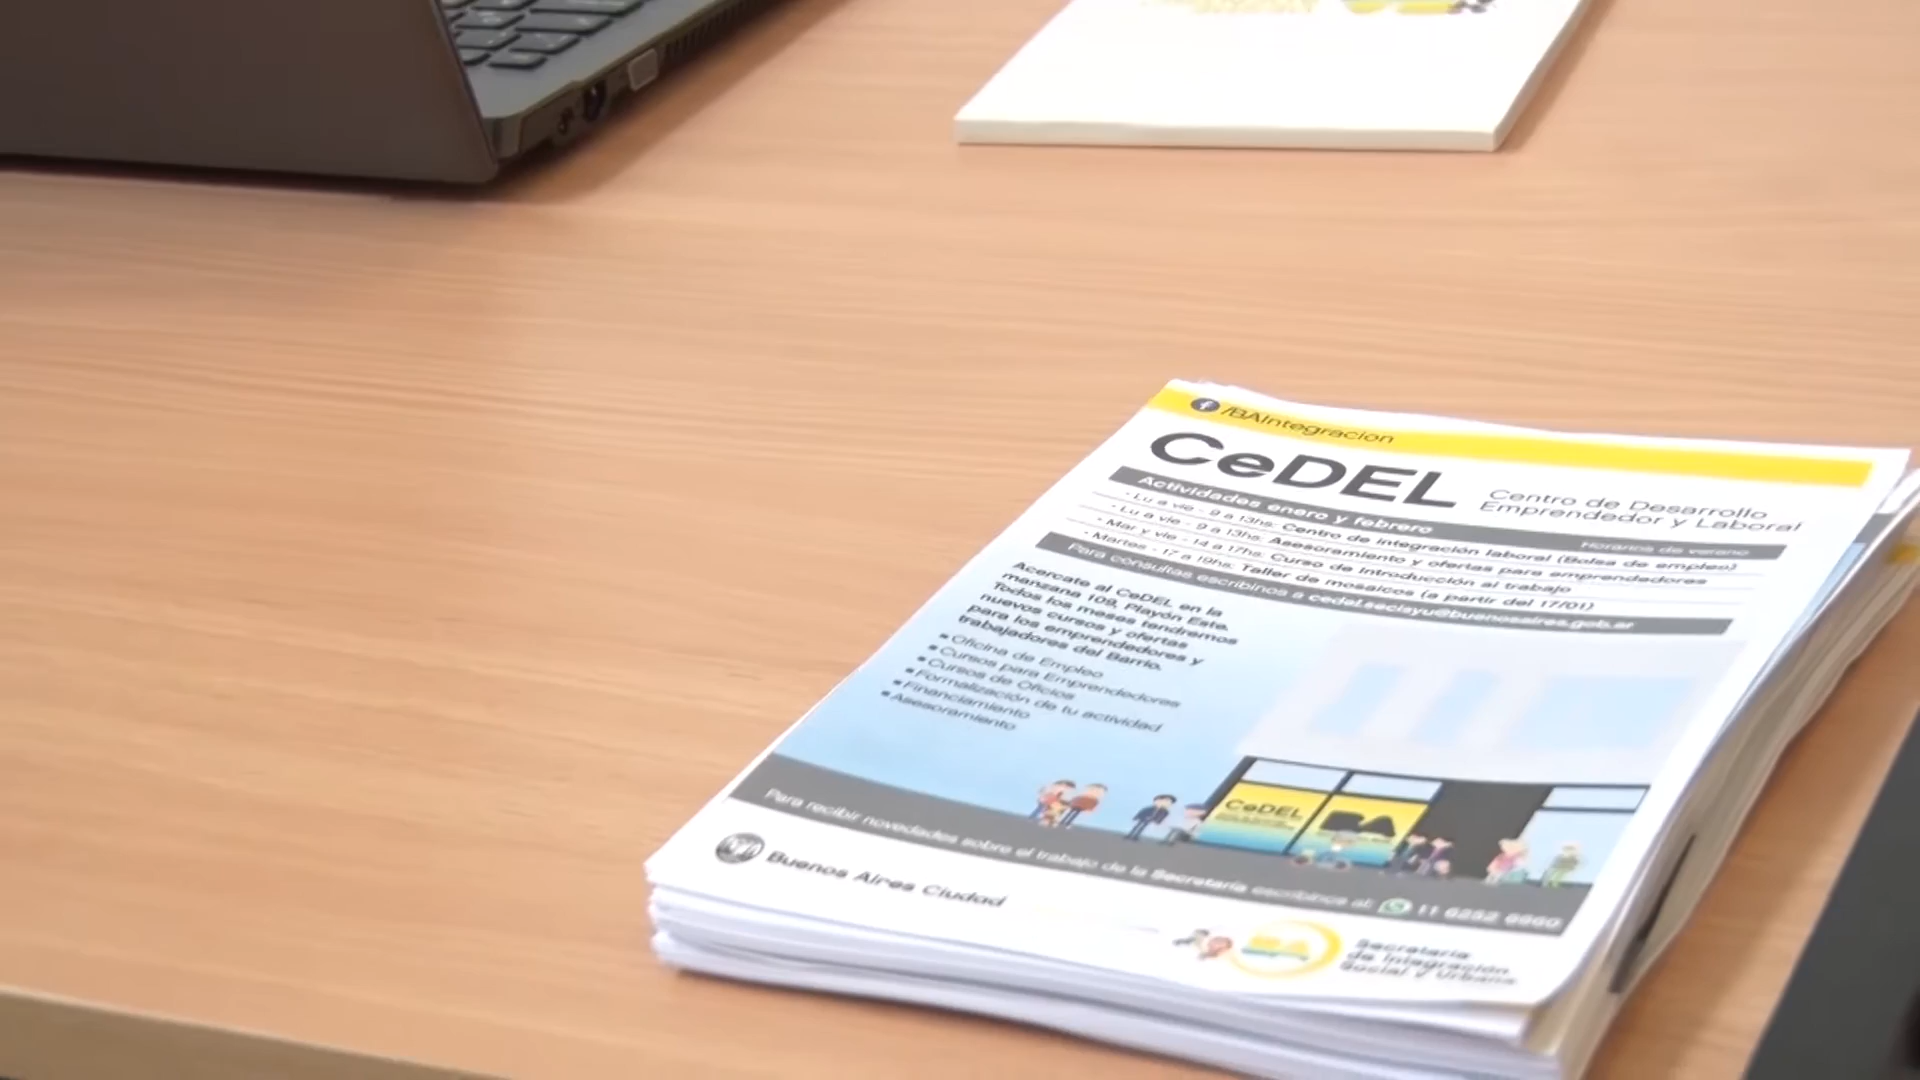 /BAIntegracion
CeDEL
Centro de Desarrollo
Emprendedor y Laboral
Actividades enero y febrero
Horarios de verano
- Lu a vie - 9 a 13hs: Centro de integración laboral (Bolsa de empleo)
- Lu a vie - 9 a 13hs: Asesoramiento y ofertas para emprendedores
- Mar y vie - 14 a 17hs: Curso de Introducción al trabajo
- Martes - 17 a 19hs: Taller de mosaicos (a partir del 17/01)
Para consultas escribinos a cedel.secisyu@buenosaires.gob.ar
Acercate al CeDEL en la
manzana 109, Playón Este.
Todos los meses tendremos
nuevos cursos y ofertas
para los emprendedores y
trabajadores del Barrio.
▪ Oficina de Empleo
▪ Cursos para Emprendedores
▪ Cursos de Oficios
▪ Formalización de tu actividad
▪ Financiamiento
▪ Asesoramiento
CeDEL
BA
Para recibir novedades sobre el trabajo de la Secretaría escribinos al: 11 6252
Buenos Aires Ciudad
BA
Secretaría
de Integración
Social y Urbana